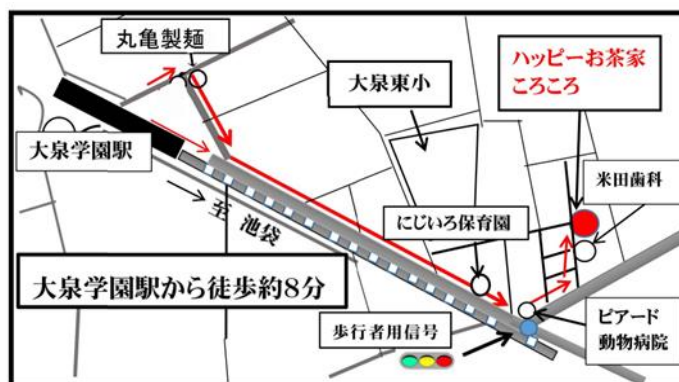 丸亀製麺
大泉東小
ハッピーお茶家
ころころ
大泉学園駅
米田歯科
至 池袋
にじいろ保育園
大泉学園駅から徒歩約8分
歩行者用信号
ピアード
動物病院